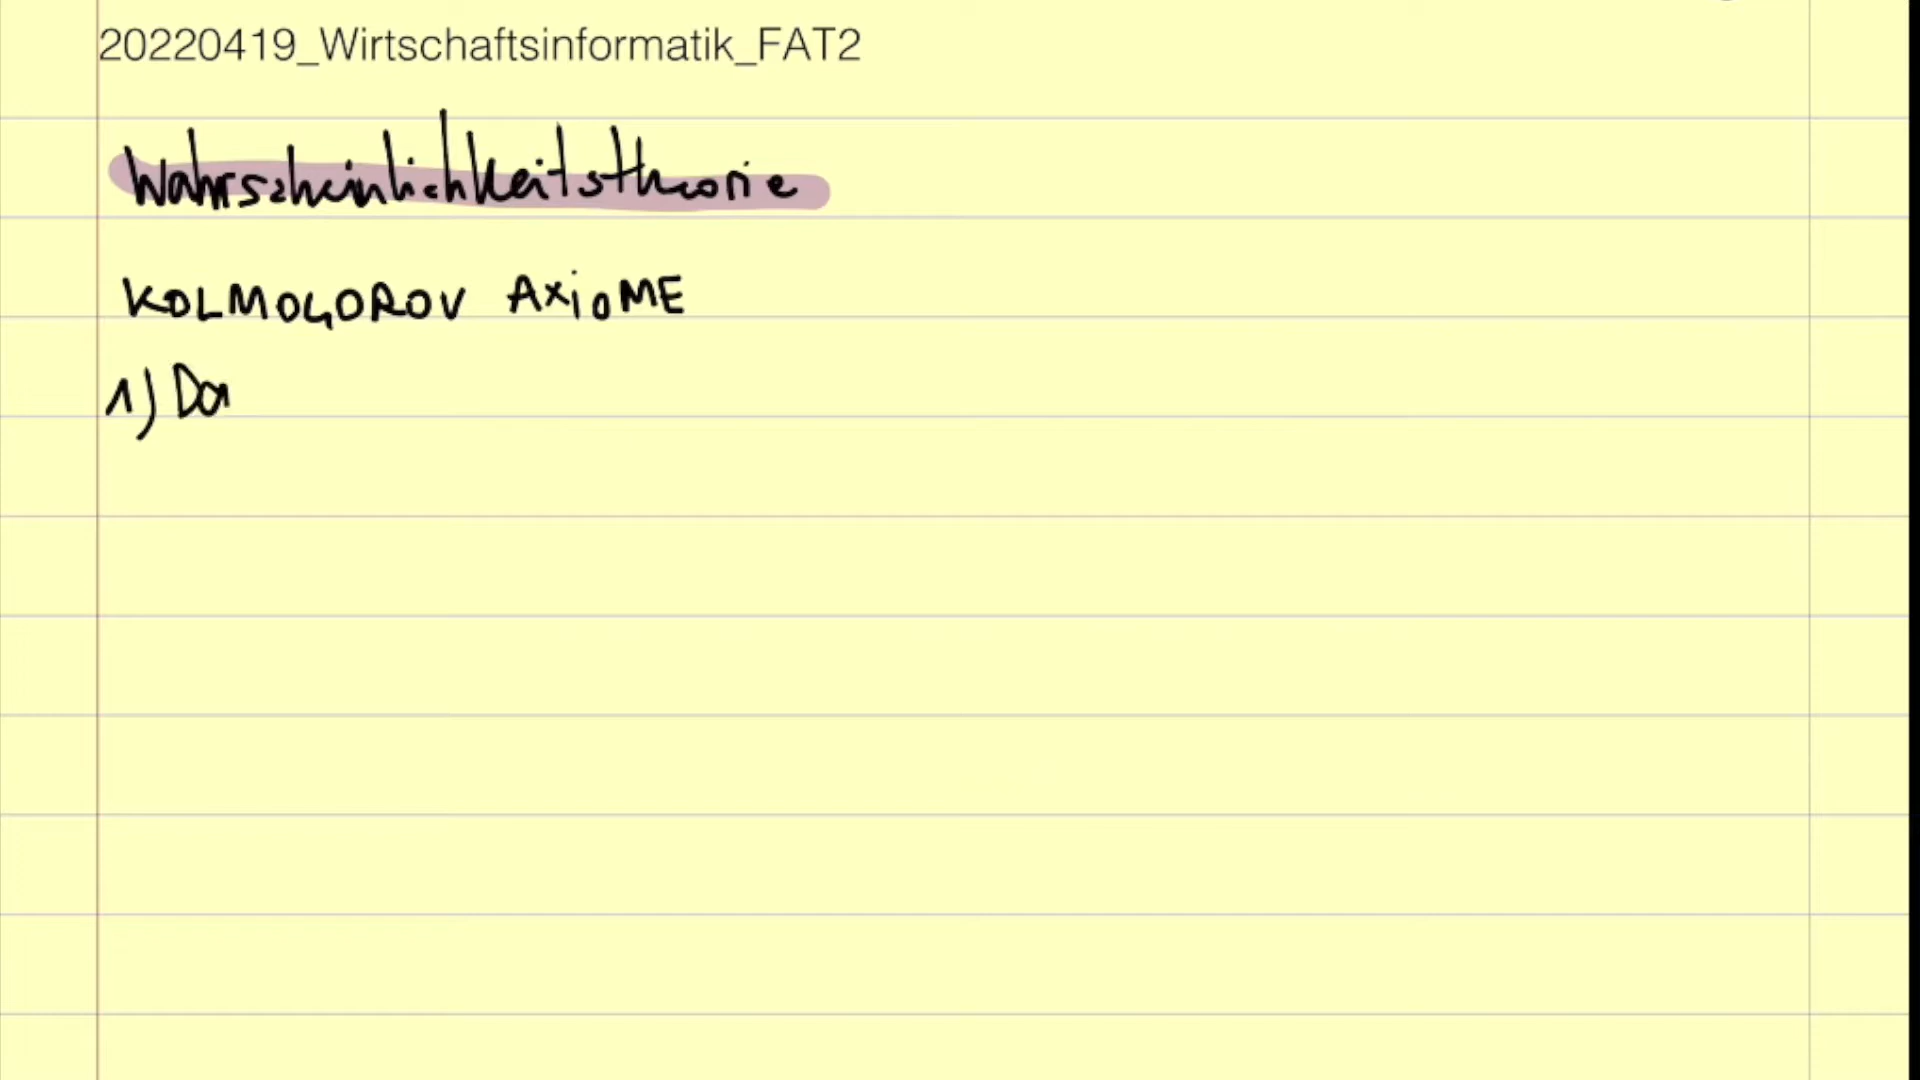 20220419_Wirtschaftsinformatik_FAT2
Wahrscheinlichkeitstheorie
KOLMOGOROV AXiOME
1) Da